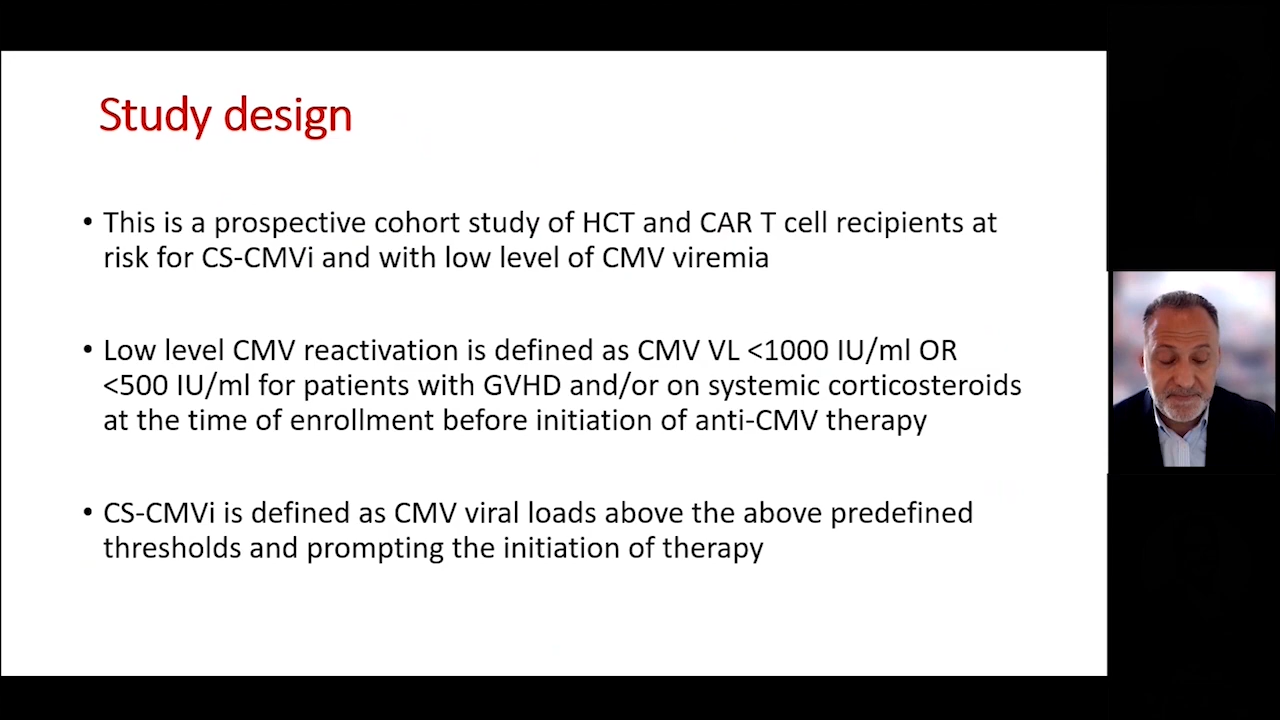 Study design
• This is a prospective cohort study of HCT and CAR T cell recipients at
risk for CS-CMVi and with low level of CMV viremia
• Low level CMV reactivation is defined as CMV VL <1000 IU/ml OR
<500 IU/ml for patients with GVHD and/or on systemic corticosteroids
at the time of enrollment before initiation of anti-CMV therapy
• CS-CMVi is defined as CMV viral loads above the above predefined
thresholds and prompting the initiation of therapy